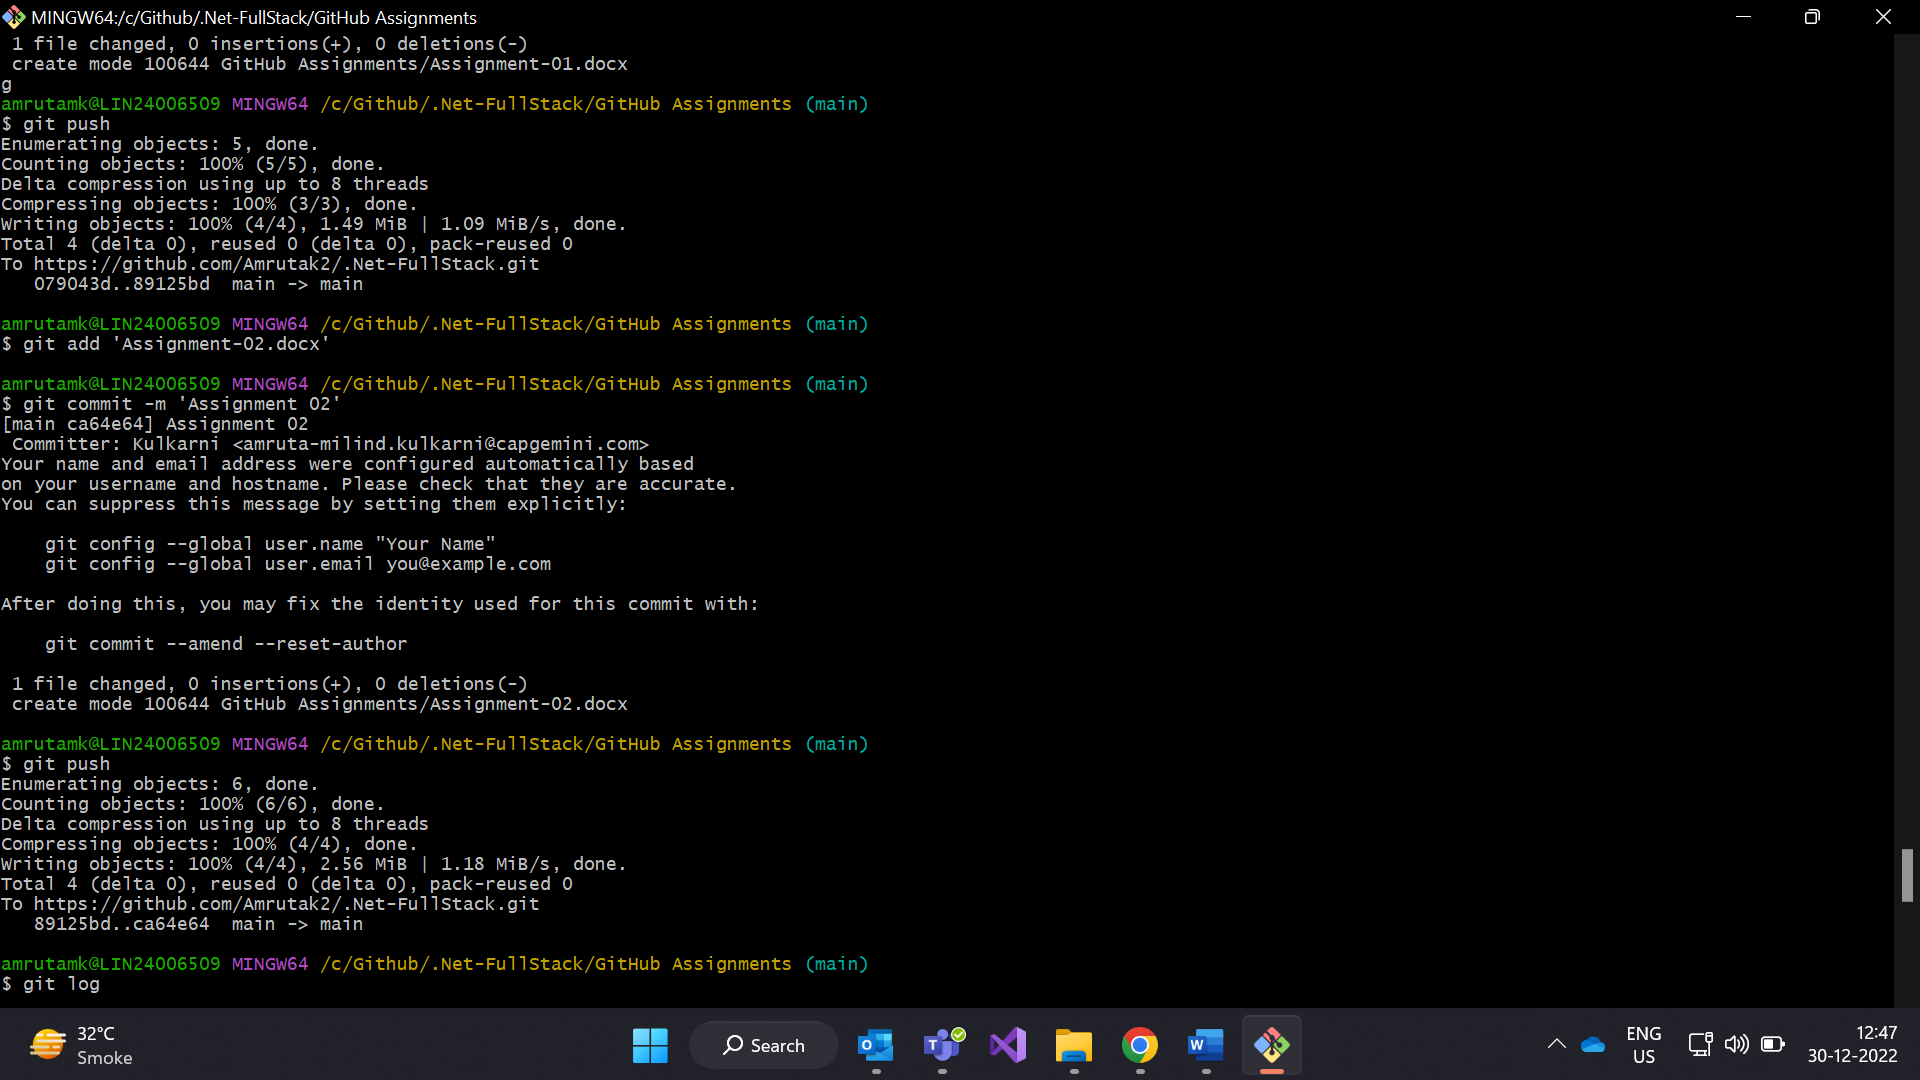 MINGW64:/c/Github/.Net-FullStack/GitHub Assignments
 1 file changed, 0 insertions(+), 0 deletions(-)
 create mode 100644 GitHub Assignments/Assignment-01.docx
g
amrutamk@LIN24006509 MINGW64 /c/Github/.Net-FullStack/GitHub Assignments (main)
$ git push
Enumerating objects: 5, done.
Counting objects: 100% (5/5), done.
Delta compression using up to 8 threads
Compressing objects: 100% (3/3), done.
Writing objects: 100% (4/4), 1.49 MiB | 1.09 MiB/s, done.
Total 4 (delta 0), reused 0 (delta 0), pack-reused 0
To https://github.com/Amrutak2/.Net-FullStack.git
   079043d..89125bd  main -> main
amrutamk@LIN24006509 MINGW64 /c/Github/.Net-FullStack/GitHub Assignments (main)
$ git add 'Assignment-02.docx'
amrutamk@LIN24006509 MINGW64 /c/Github/.Net-FullStack/GitHub Assignments (main)
$ git commit -m 'Assignment 02'
[main ca64e64] Assignment 02
 Committer: Kulkarni <amruta-milind.kulkarni@capgemini.com>
Your name and email address were configured automatically based
on your username and hostname. Please check that they are accurate.
You can suppress this message by setting them explicitly:
    git config --global user.name "Your Name"
    git config --global user.email you@example.com
After doing this, you may fix the identity used for this commit with:
    git commit --amend --reset-author
 1 file changed, 0 insertions(+), 0 deletions(-)
 create mode 100644 GitHub Assignments/Assignment-02.docx
amrutamk@LIN24006509 MINGW64 /c/Github/.Net-FullStack/GitHub Assignments (main)
$ git push
Enumerating objects: 6, done.
Counting objects: 100% (6/6), done.
Delta compression using up to 8 threads
Compressing objects: 100% (4/4), done.
Writing objects: 100% (4/4), 2.56 MiB | 1.18 MiB/s, done.
Total 4 (delta 0), reused 0 (delta 0), pack-reused 0
To https://github.com/Amrutak2/.Net-FullStack.git
   89125bd..ca64e64  main -> main
amrutamk@LIN24006509 MINGW64 /c/Github/.Net-FullStack/GitHub Assignments (main)
$ git log
32°C
Smoke
Search
ENG
US
12:47
30-12-2022